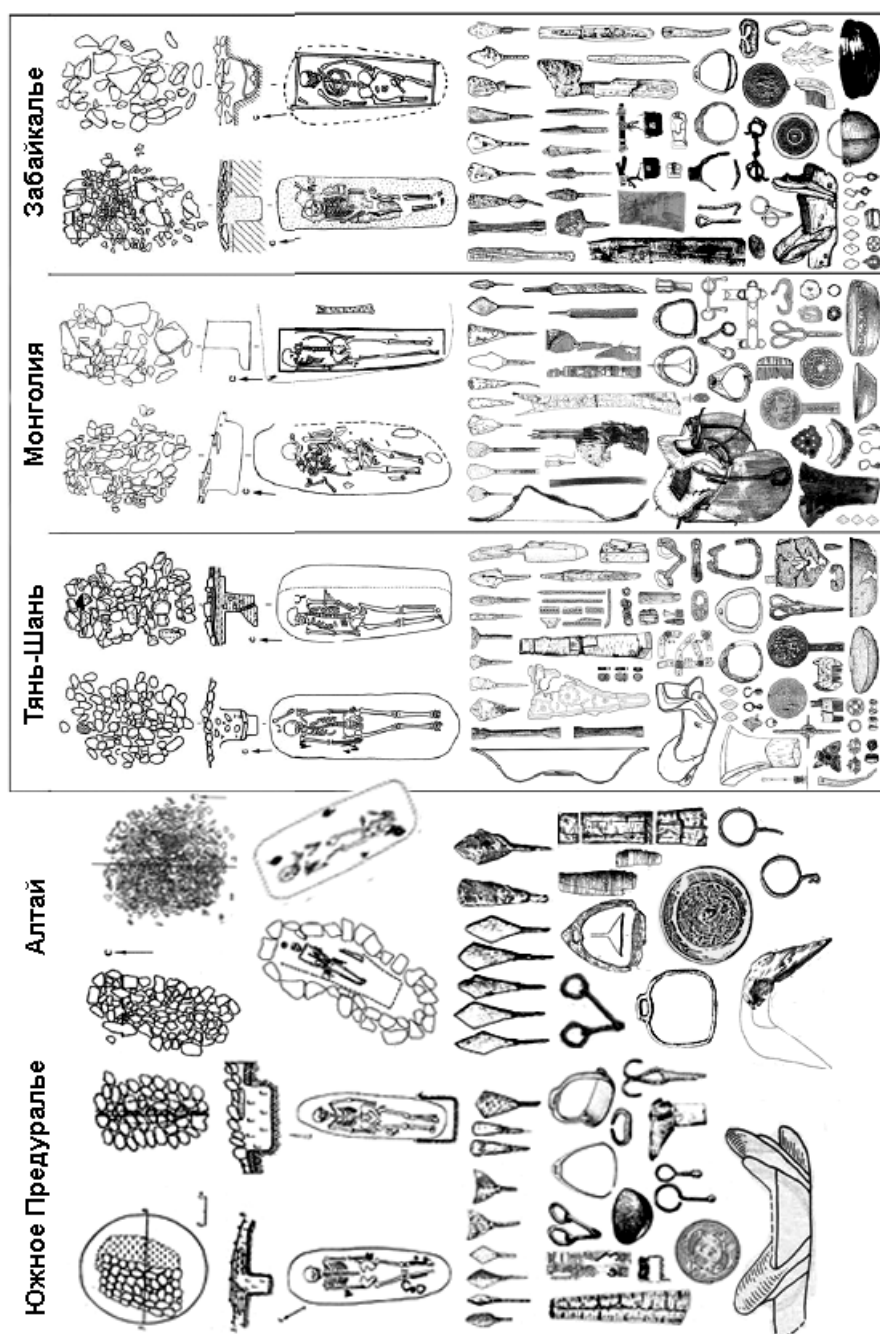 Забайкалье
Монголия
Тянь-Шань
Алтай
Южное Предуралье